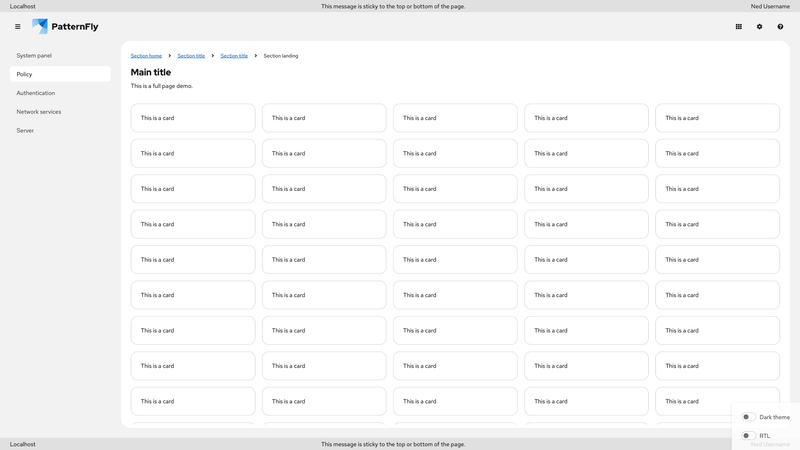 Localhost This message is sticky to the top or bottom of the page. Ned Username
PatternFly
System panel
Policy
Authentication
Network services
Server
Section home Section title Section title Section landing
Main title
This is a full page demo.
This is a card This is a card This is a card This is a card This is a card
This is a card This is a card This is a card This is a card This is a card
This is a card This is a card This is a card This is a card This is a card
This is a card This is a card This is a card This is a card This is a card
This is a card This is a card This is a card This is a card This is a card
This is a card This is a card This is a card This is a card This is a card
This is a card This is a card This is a card This is a card This is a card
This is a card This is a card This is a card This is a card This is a card
This is a card This is a card This is a card This is a card This is a card
Dark theme
RTL
Localhost This message is sticky to the top or bottom of the page. Ned Username